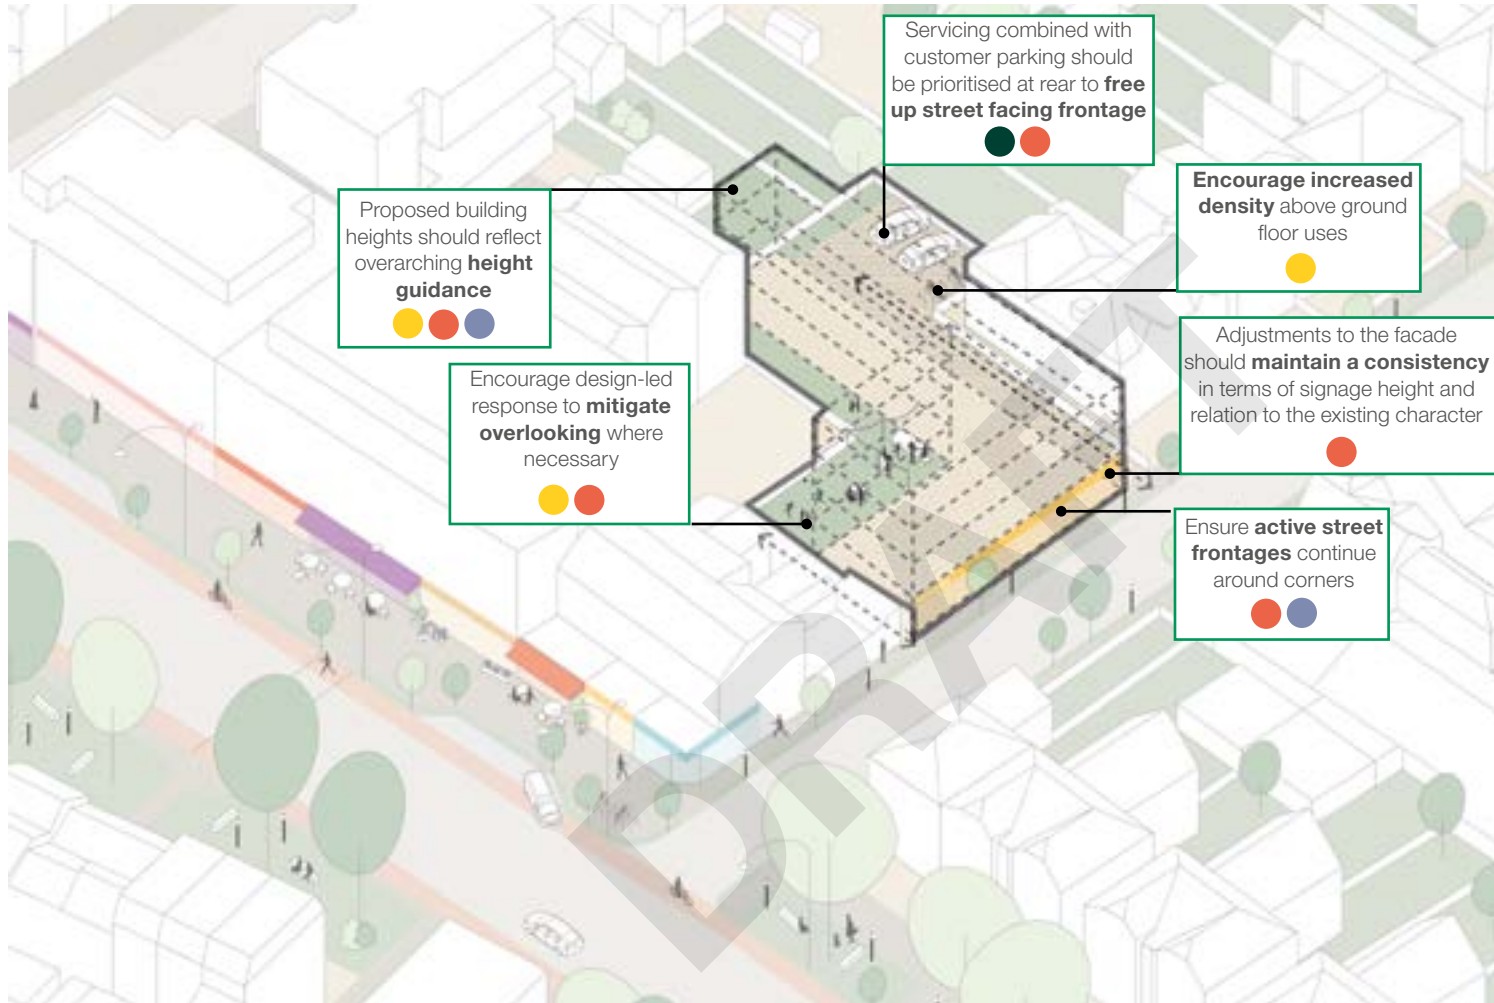 Servicing combined with
customer parking should
be prioritised at rear to free
up street facing frontage
Encourage increased
density above ground
floor uses
Proposed building
heights should reflect
overarching height
guidance
Adjustments to the facade
should maintain a consistency
in terms of signage height and
relation to the existing character
Encourage design-led
response to mitigate
overlooking where
necessary
Ensure active street
frontages continue
around corners
DRAFT